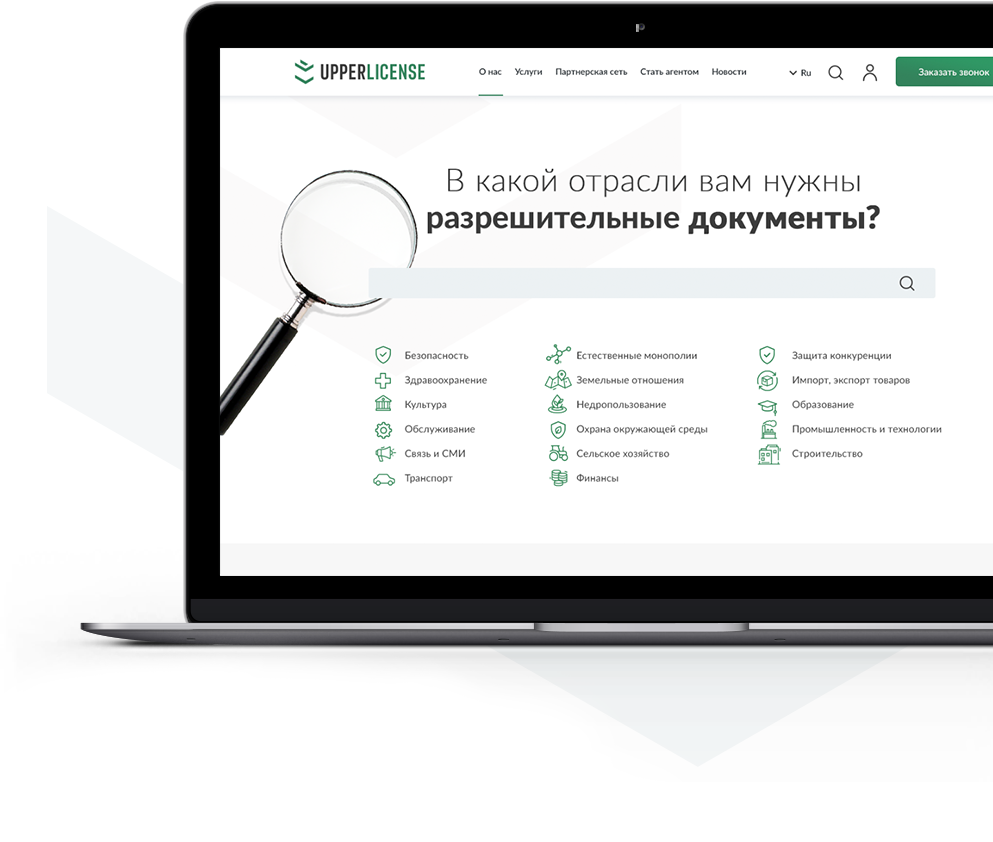 UPPERLICENSE
О нас Услуги Партнерская сеть Стать агентом Новости Ru Заказать звонок
В какой отрасли вам нужны
разрешительные документы?
Безопасность
Здравоохранение
Культура
Обслуживание
Связь и СМИ
Транспорт
Естественные монополии
Земельные отношения
Недропользование
Охрана окружающей среды
Сельское хозяйство
Финансы
Защита конкуренции
Импорт, экспорт товаров
Образование
Промышленность и технологии
Строительство